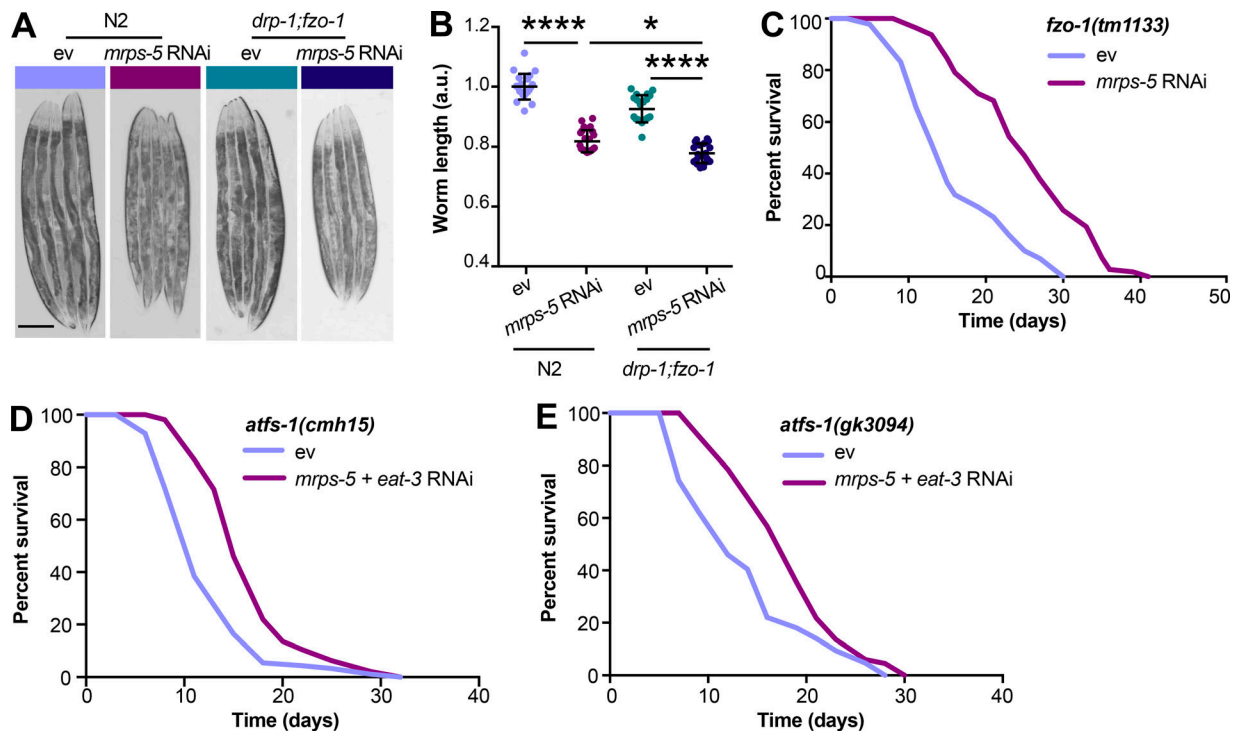 A
N2
drp-1;fzo-1
ev
mrps-5 RNAi
ev
mrps-5 RNAi
B
Worm length (a.u.)
1.2
1.0
0.8
0.6
0.4
****
*
****
ev
mrps-5 RNAi
ev
mrps-5 RNAi
N2
drp-1;fzo-1
C
fzo-1(tm1133)
ev
mrps-5 RNAi
Percent survival
100
80
60
40
20
0
0
10
20
30
40
50
Time (days)
D
atfs-1(cmh15)
ev
mrps-5 + eat-3 RNAi
Percent survival
100
80
60
40
20
0
0
10
20
30
40
Time (days)
E
atfs-1(gk3094)
ev
mrps-5 + eat-3 RNAi
Percent survival
100
80
60
40
20
0
0
10
20
30
40
Time (days)